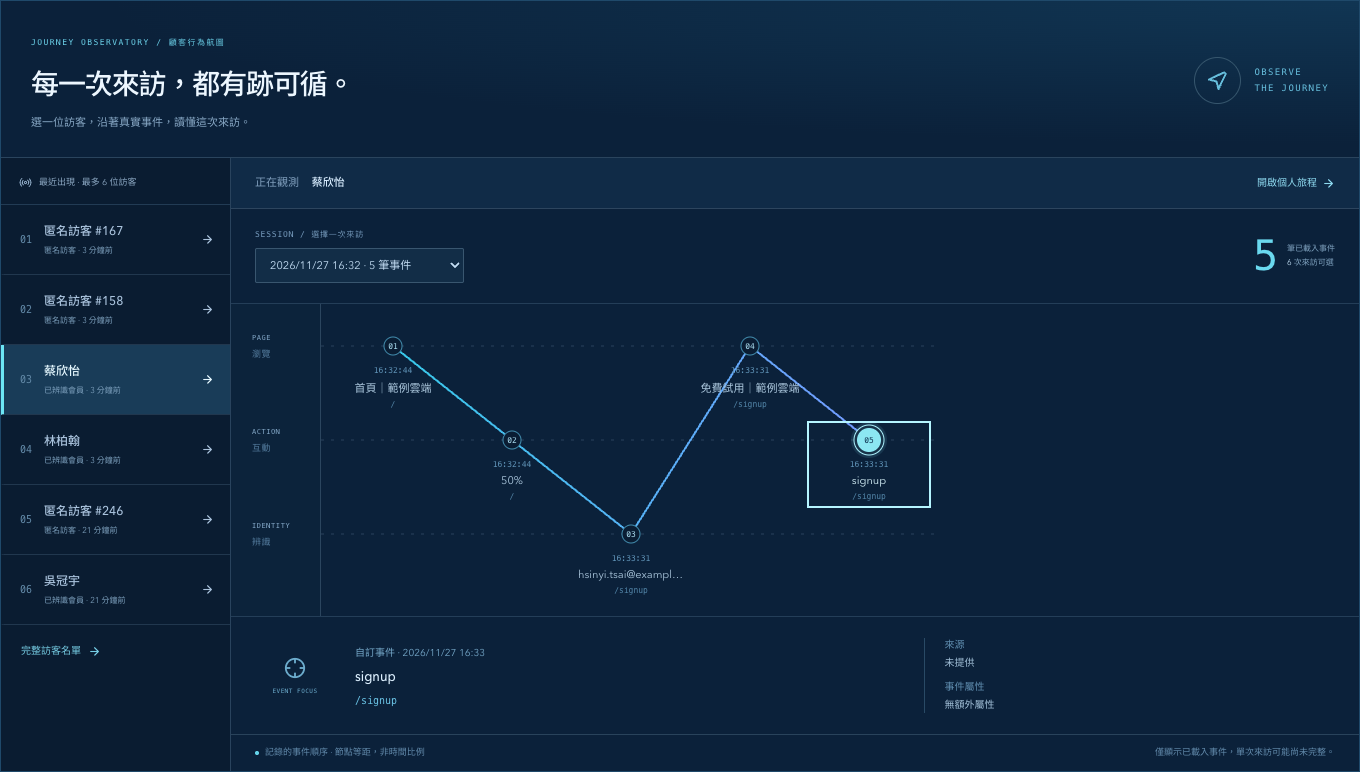 JOURNEY OBSERVATORY / 顧客行為航圖
每一次來訪，都有跡可循。
選一位訪客，沿著真實事件，讀懂這次來訪。
OBSERVE
THE JOURNEY
最近出現 · 最多 6 位訪客
01
匿名訪客 #167
匿名訪客 · 3 分鐘前
02
匿名訪客 #158
匿名訪客 · 3 分鐘前
03
蔡欣怡
已辨識會員 · 3 分鐘前
04
林柏翰
已辨識會員 · 3 分鐘前
05
匿名訪客 #246
匿名訪客 · 21 分鐘前
06
吳冠宇
已辨識會員 · 21 分鐘前
完整訪客名單
正在觀測 蔡欣怡
開啟個人旅程
SESSION / 選擇一次來訪
2026/11/27 16:32 · 5 筆事件
5
筆已載入事件
6 次來訪可選
PAGE
瀏覽
ACTION
互動
IDENTITY
辨識
01
16:32:44
首頁｜範例雲端
/
02
16:32:44
50%
/
03
16:33:31
hsinyi.tsai@exampl…
/signup
04
16:33:31
免費試用｜範例雲端
/signup
05
16:33:31
signup
/signup
EVENT FOCUS
自訂事件 · 2026/11/27 16:33
signup
/signup
來源
未提供
事件屬性
無額外屬性
記錄的事件順序 · 節點等距，非時間比例
僅顯示已載入事件，單次來訪可能尚未完整。